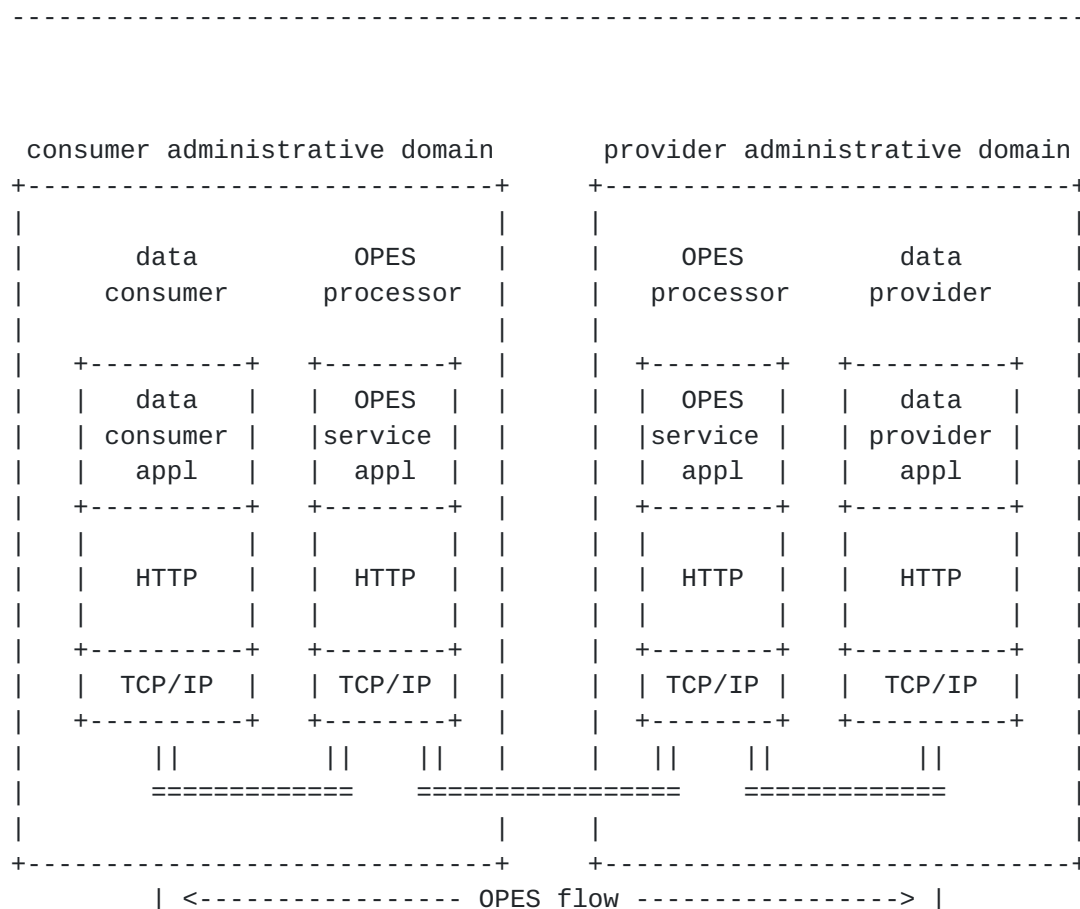 ---------------------------------------------------------------------
consumer administrative domain       provider administrative domain
+------------------------------+     +------------------------------+
|                              |     |                              |
|       data          OPES     |     |     OPES          data       |
|     consumer      processor  |     |   processor     provider     |
|                              |     |                              |
|   +----------+   +--------+  |     |  +--------+   +----------+   |
|   |   data   |   |  OPES  |  |     |  |  OPES  |   |   data   |   |
|   | consumer |   |service |  |     |  |service |   | provider |   |
|   |   appl   |   |  appl  |  |     |  |  appl  |   |   appl   |   |
|   +----------+   +--------+  |     |  +--------+   +----------+   |
|   |          |   |        |  |     |  |        |   |          |   |
|   |   HTTP   |   |  HTTP  |  |     |  |  HTTP  |   |   HTTP   |   |
|   |          |   |        |  |     |  |        |   |          |   |
|   +----------+   +--------+  |     |  +--------+   +----------+   |
|   |  TCP/IP  |   | TCP/IP |  |     |  | TCP/IP |   |  TCP/IP  |   |
|   +----------+   +--------+  |     |  +--------+   +----------+   |
|        ||         ||    ||   |     |   ||    ||         ||        |
|        =============    =================    =============        |
|                              |     |                              |
+------------------------------+     +------------------------------+
         | <----------------- OPES flow -----------------> |